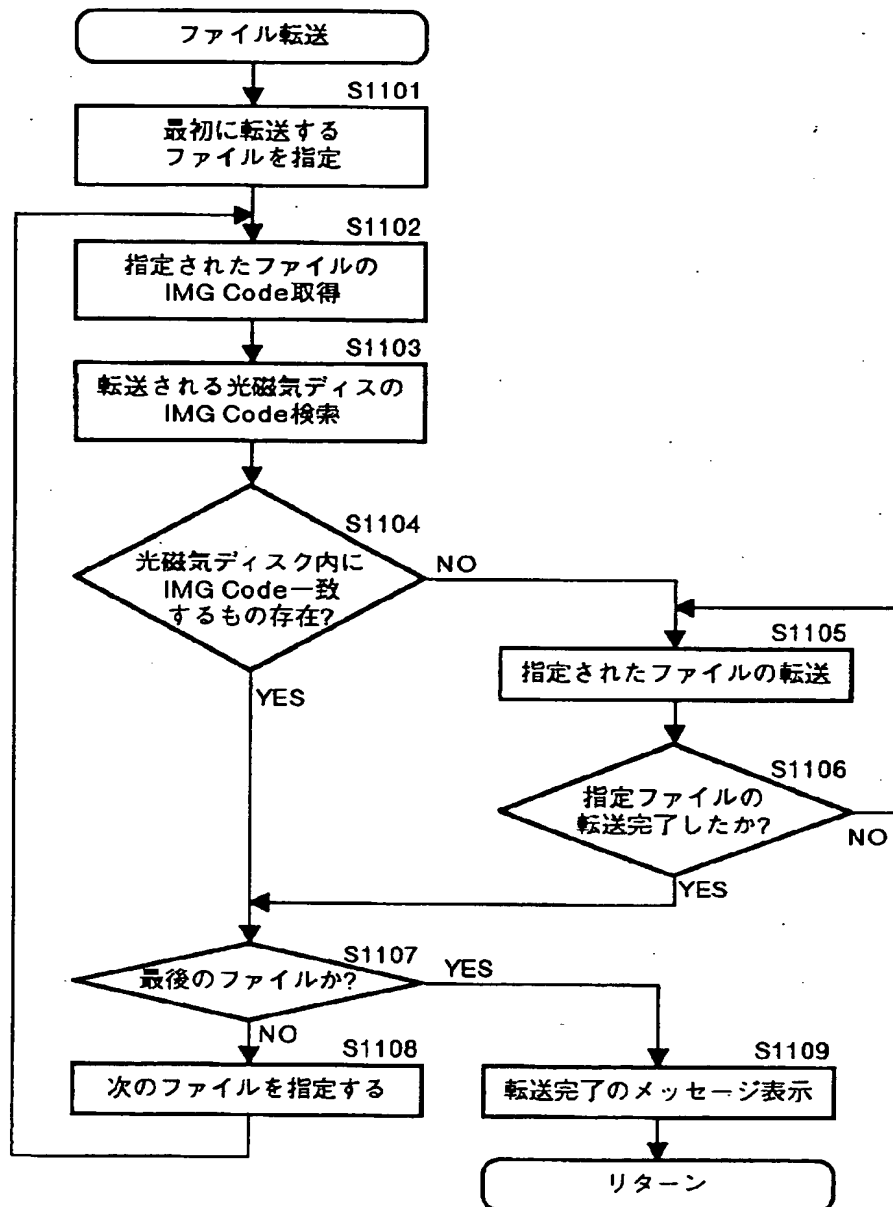 ファイル転送
S1101
最初に転送する
ファイルを指定
S1102
指定されたファイルの
IMG Code取得
S1103
転送される光磁気ディスの
IMG Code検索
S1104
光磁気ディスク内に
IMG Code一致
するもの存在?
NO
YES
S1105
指定されたファイルの転送
S1106
指定ファイルの
転送完了したか?
NO
YES
S1107
最後のファイルか?
YES
NO
S1108
次のファイルを指定する
S1109
転送完了のメッセージ表示
リターン